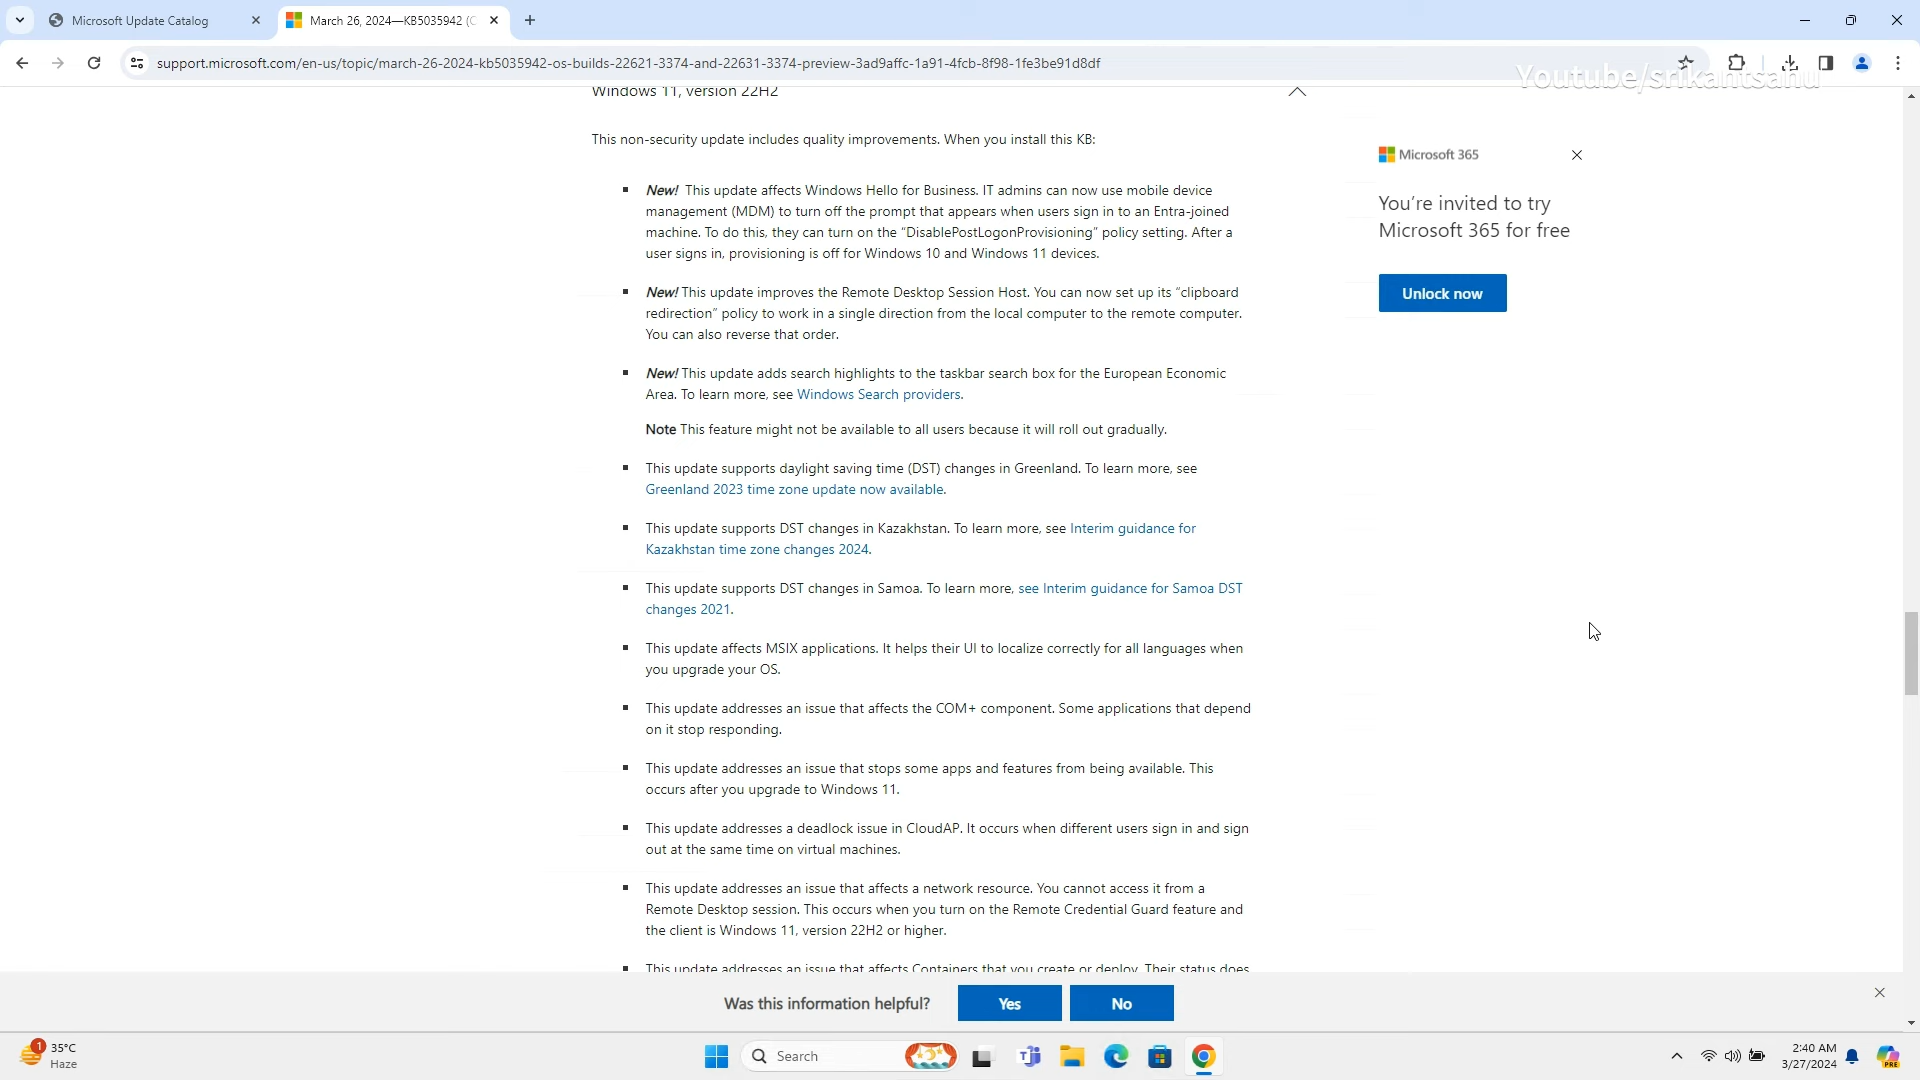 Microsoft Update Catalog
March 26, 2024—KB5035942 (C
support.microsoft.com/en-us/topic/march-26-2024-kb5035942-os-builds-22621-3374-and-22631-3374-preview-3ad9affc-1a91-4fcb-8f98-1fe3be91d8df
Youtube/srikantsahu
Windows 11, version 22H2
This non-security update includes quality improvements. When you install this KB:
New! This update affects Windows Hello for Business. IT admins can now use mobile device
management (MDM) to turn off the prompt that appears when users sign in to an Entra-joined
machine. To do this, they can turn on the “DisablePostLogonProvisioning” policy setting. After a
user signs in, provisioning is off for Windows 10 and Windows 11 devices.
New! This update improves the Remote Desktop Session Host. You can now set up its “clipboard
redirection” policy to work in a single direction from the local computer to the remote computer.
You can also reverse that order.
New! This update adds search highlights to the taskbar search box for the European Economic
Area. To learn more, see Windows Search providers.
Note This feature might not be available to all users because it will roll out gradually.
This update supports daylight saving time (DST) changes in Greenland. To learn more, see
Greenland 2023 time zone update now available.
This update supports DST changes in Kazakhstan. To learn more, see Interim guidance for
Kazakhstan time zone changes 2024.
This update supports DST changes in Samoa. To learn more, see Interim guidance for Samoa DST
changes 2021.
This update affects MSIX applications. It helps their UI to localize correctly for all languages when
you upgrade your OS.
This update addresses an issue that affects the COM+ component. Some applications that depend
on it stop responding.
This update addresses an issue that stops some apps and features from being available. This
occurs after you upgrade to Windows 11.
This update addresses a deadlock issue in CloudAP. It occurs when different users sign in and sign
out at the same time on virtual machines.
This update addresses an issue that affects a network resource. You cannot access it from a
Remote Desktop session. This occurs when you turn on the Remote Credential Guard feature and
the client is Windows 11, version 22H2 or higher.
This update addresses an issue that affects Containers that you create or deploy. Their status does
Microsoft 365
You’re invited to try
Microsoft 365 for free
Unlock now
Was this information helpful?
Yes
No
1
35°C
Haze
Search
2:40 AM
3/27/2024
PRE